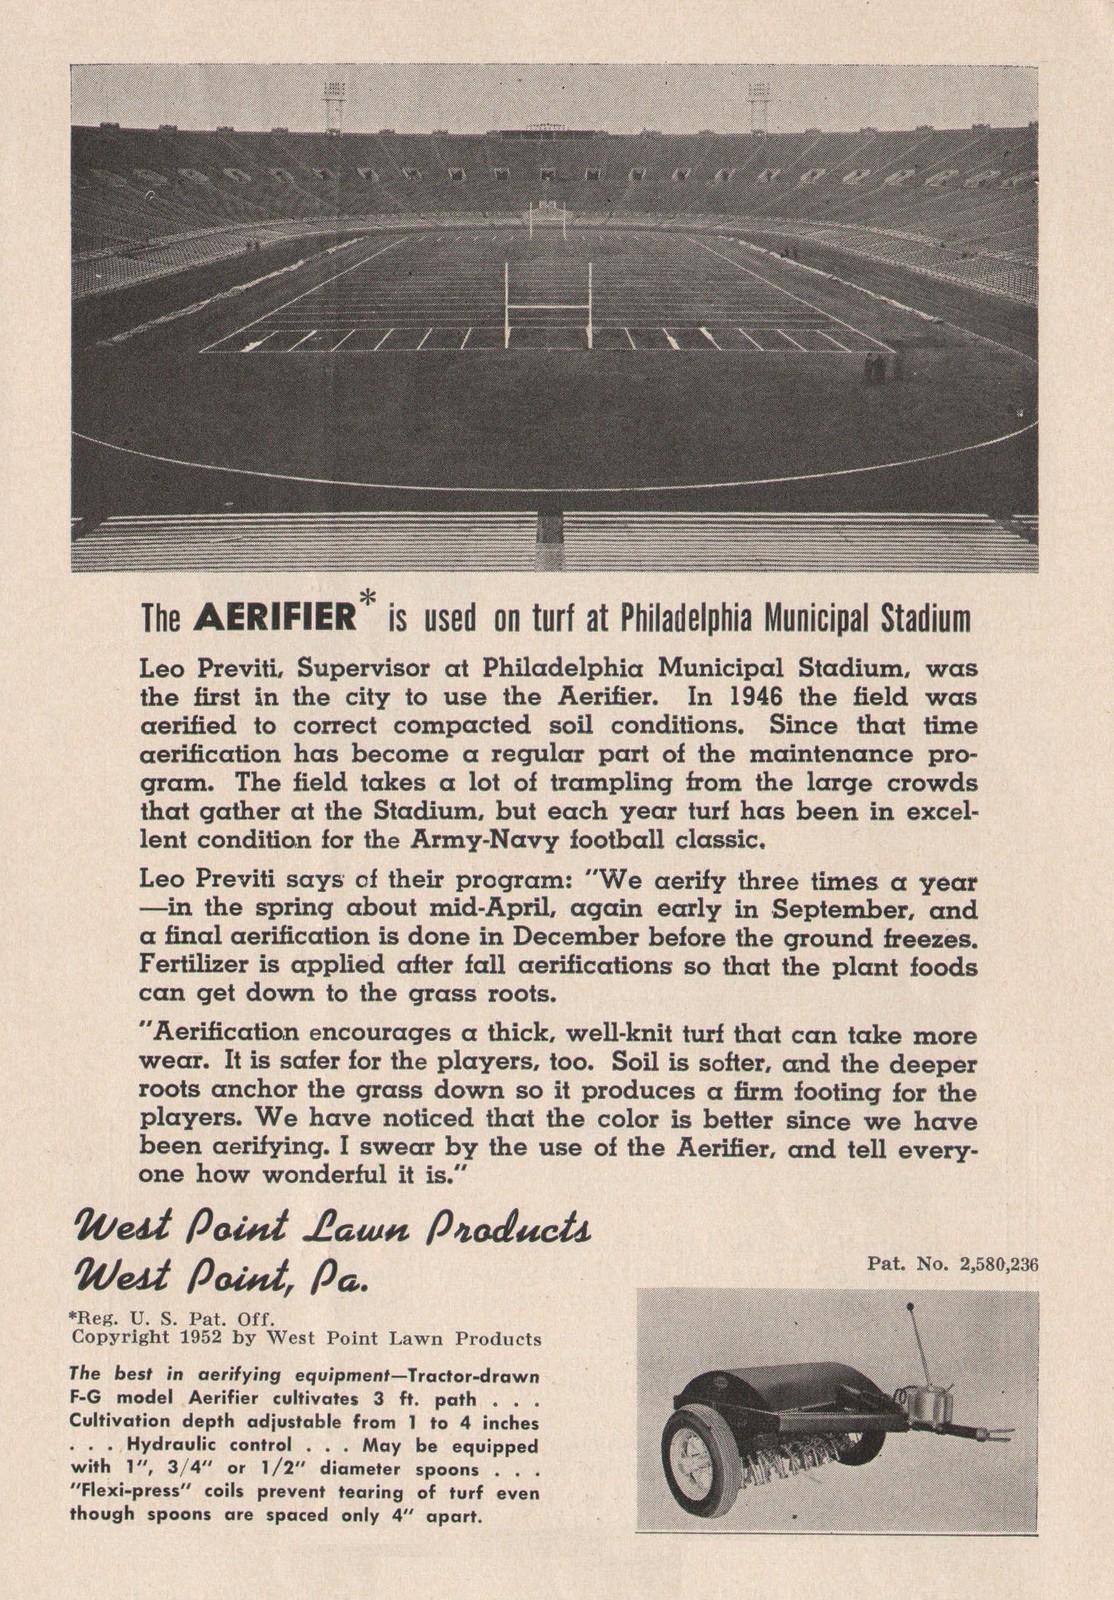 The AERIFIER* is used on turf at Philadelphia Municipal Stadium
Leo Previti, Supervisor at Philadelphia Municipal Stadium, was
the first in the city to use the Aerifier. In 1946 the field was
aerified to correct compacted soil conditions. Since that time
aerification has become a regular part of the maintenance pro-
gram. The field takes a lot of trampling from the large crowds
that gather at the Stadium, but each year turf has been in excel-
lent condition for the Army-Navy football classic.
Leo Previti says of their program: "We aerify three times a year
—in the spring about mid-April, again early in September, and
a final aerification is done in December before the ground freezes.
Fertilizer is applied after fall aerifications so that the plant foods
can get down to the grass roots.
"Aerification encourages a thick, well-knit turf that can take more
wear. It is safer for the players, too. Soil is softer, and the deeper
roots anchor the grass down so it produces a firm footing for the
players. We have noticed that the color is better since we have
been aerifying. I swear by the use of the Aerifier, and tell every-
one how wonderful it is."
West Point Lawn Products
West Point, Pa.
*Reg. U. S. Pat. Off.
Copyright 1952 by West Point Lawn Products
The best in aerifying equipment—Tractor-drawn
F-G model Aerifier cultivates 3 ft. path . . .
Cultivation depth adjustable from 1 to 4 inches
. . . Hydraulic control . . . May be equipped
with 1", 3/4" or 1/2" diameter spoons . . .
"Flexi-press" coils prevent tearing of turf even
though spoons are spaced only 4" apart.
Pat. No. 2,580,236